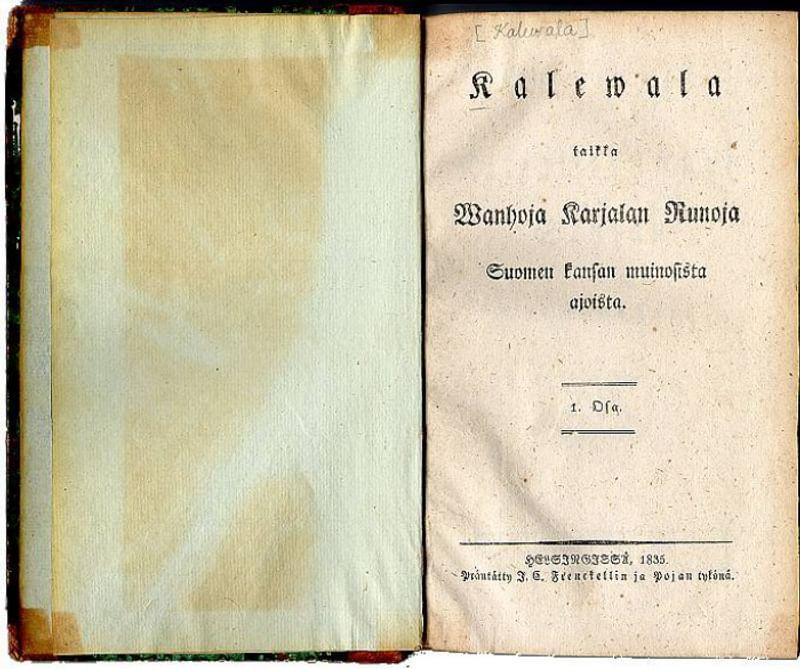 [Kalewala]
Kalewala
taikka
Wanhoja Karjalan Runoja
Suomen kansan muinosista
ajoista.
1. Osa.
HELSINGISSÄ, 1835.
Präntätty J. C. Frenckellin ja Pojan tykönä.